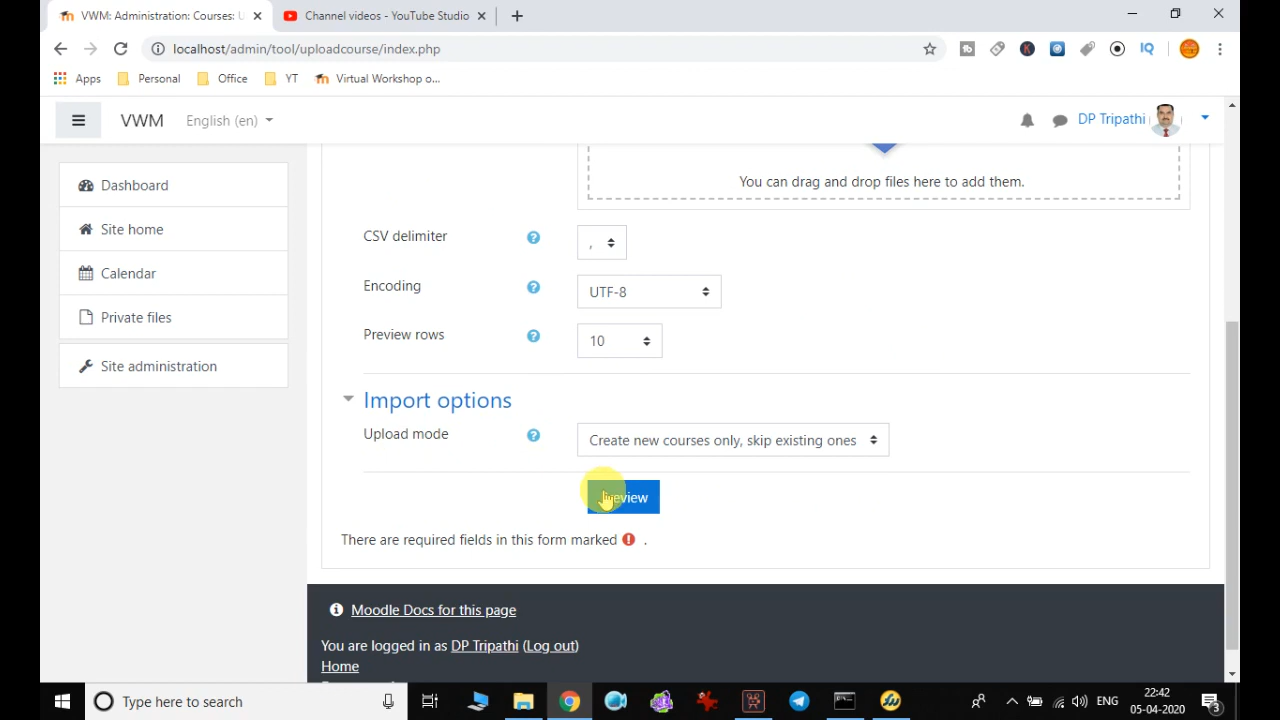 VWM: Administration: Courses: U
Channel videos - YouTube Studio
localhost/admin/tool/uploadcourse/index.php
IQ
Apps
Personal
Office
YT
Virtual Workshop o...
VWM
English (en)
DP Tripathi
Dashboard
Site home
Calendar
Private files
Site administration
You can drag and drop files here to add them.
CSV delimiter
,
Encoding
UTF-8
Preview rows
10
Import options
Upload mode
Create new courses only, skip existing ones
Preview
There are required fields in this form marked .
Moodle Docs for this page
You are logged in as DP Tripathi (Log out)
Home
Type here to search
ENG
22:42
05-04-2020
3